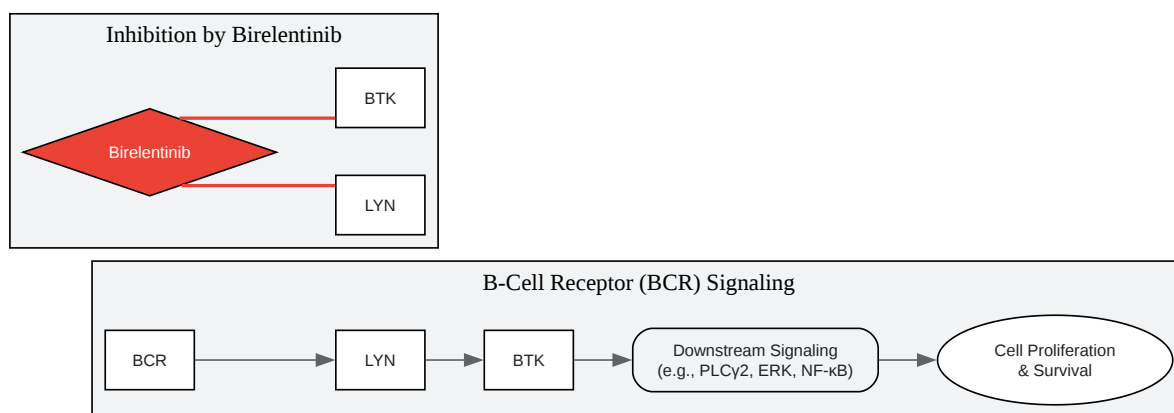 Inhibition by Birelentinib
BTK
Birelentinib
LYN
B-Cell Receptor (BCR) Signaling
BCR
LYN
BTK
Downstream Signaling
(e.g., PLCγ2, ERK, NF-κB)
Cell Proliferation
& Survival